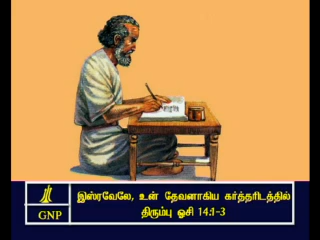 இஸ்ரவேலே, உன் தேவனாகிய கர்த்தரிடத்தில்
திரும்பு ஓசி 14:1-3
GNP